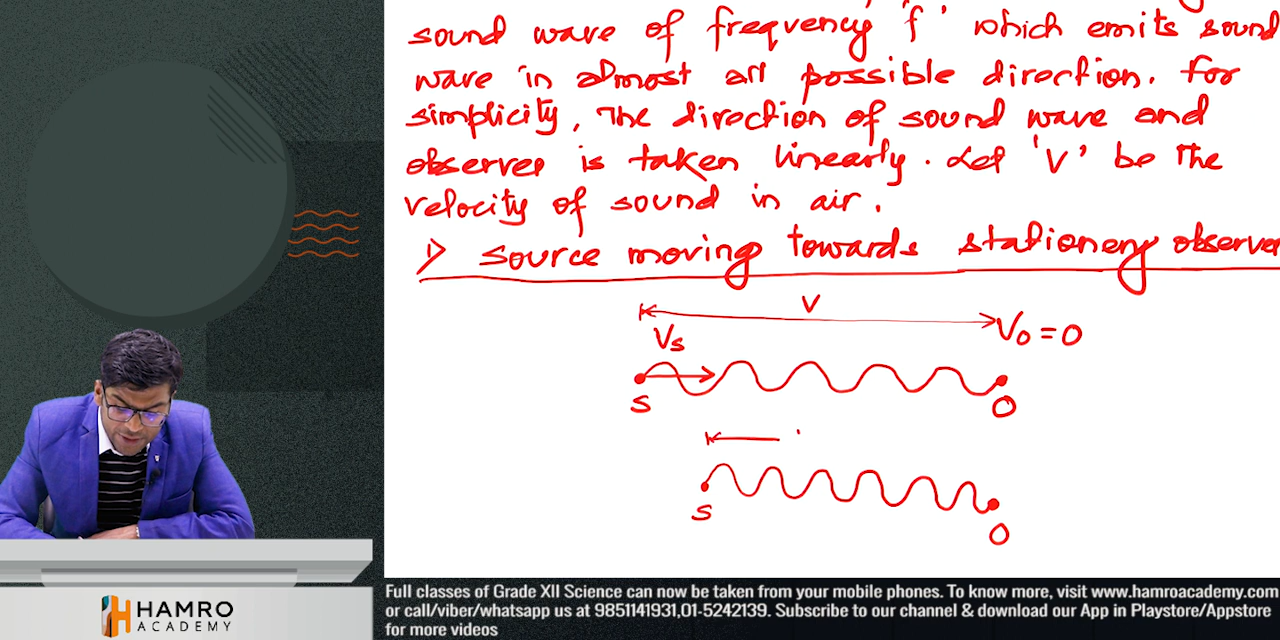 sound wave of frequency 'f' which emits sound
wave in almost all possible direction. For
simplicity, The direction of sound wave and
observer is taken linearly. Let 'V' be the
velocity of sound in air.
1> source moving towards stationery observer
V
Vs
Vo = 0
S
O
S
O
HAMRO
ACADEMY
Full classes of Grade XII Science can now be taken from your mobile phones. To know more, visit www.hamroacademy.com
or call/viber/whatsapp us at 9851141931,01-5242139. Subscribe to our channel & download our App in Playstore/Appstore
for more videos